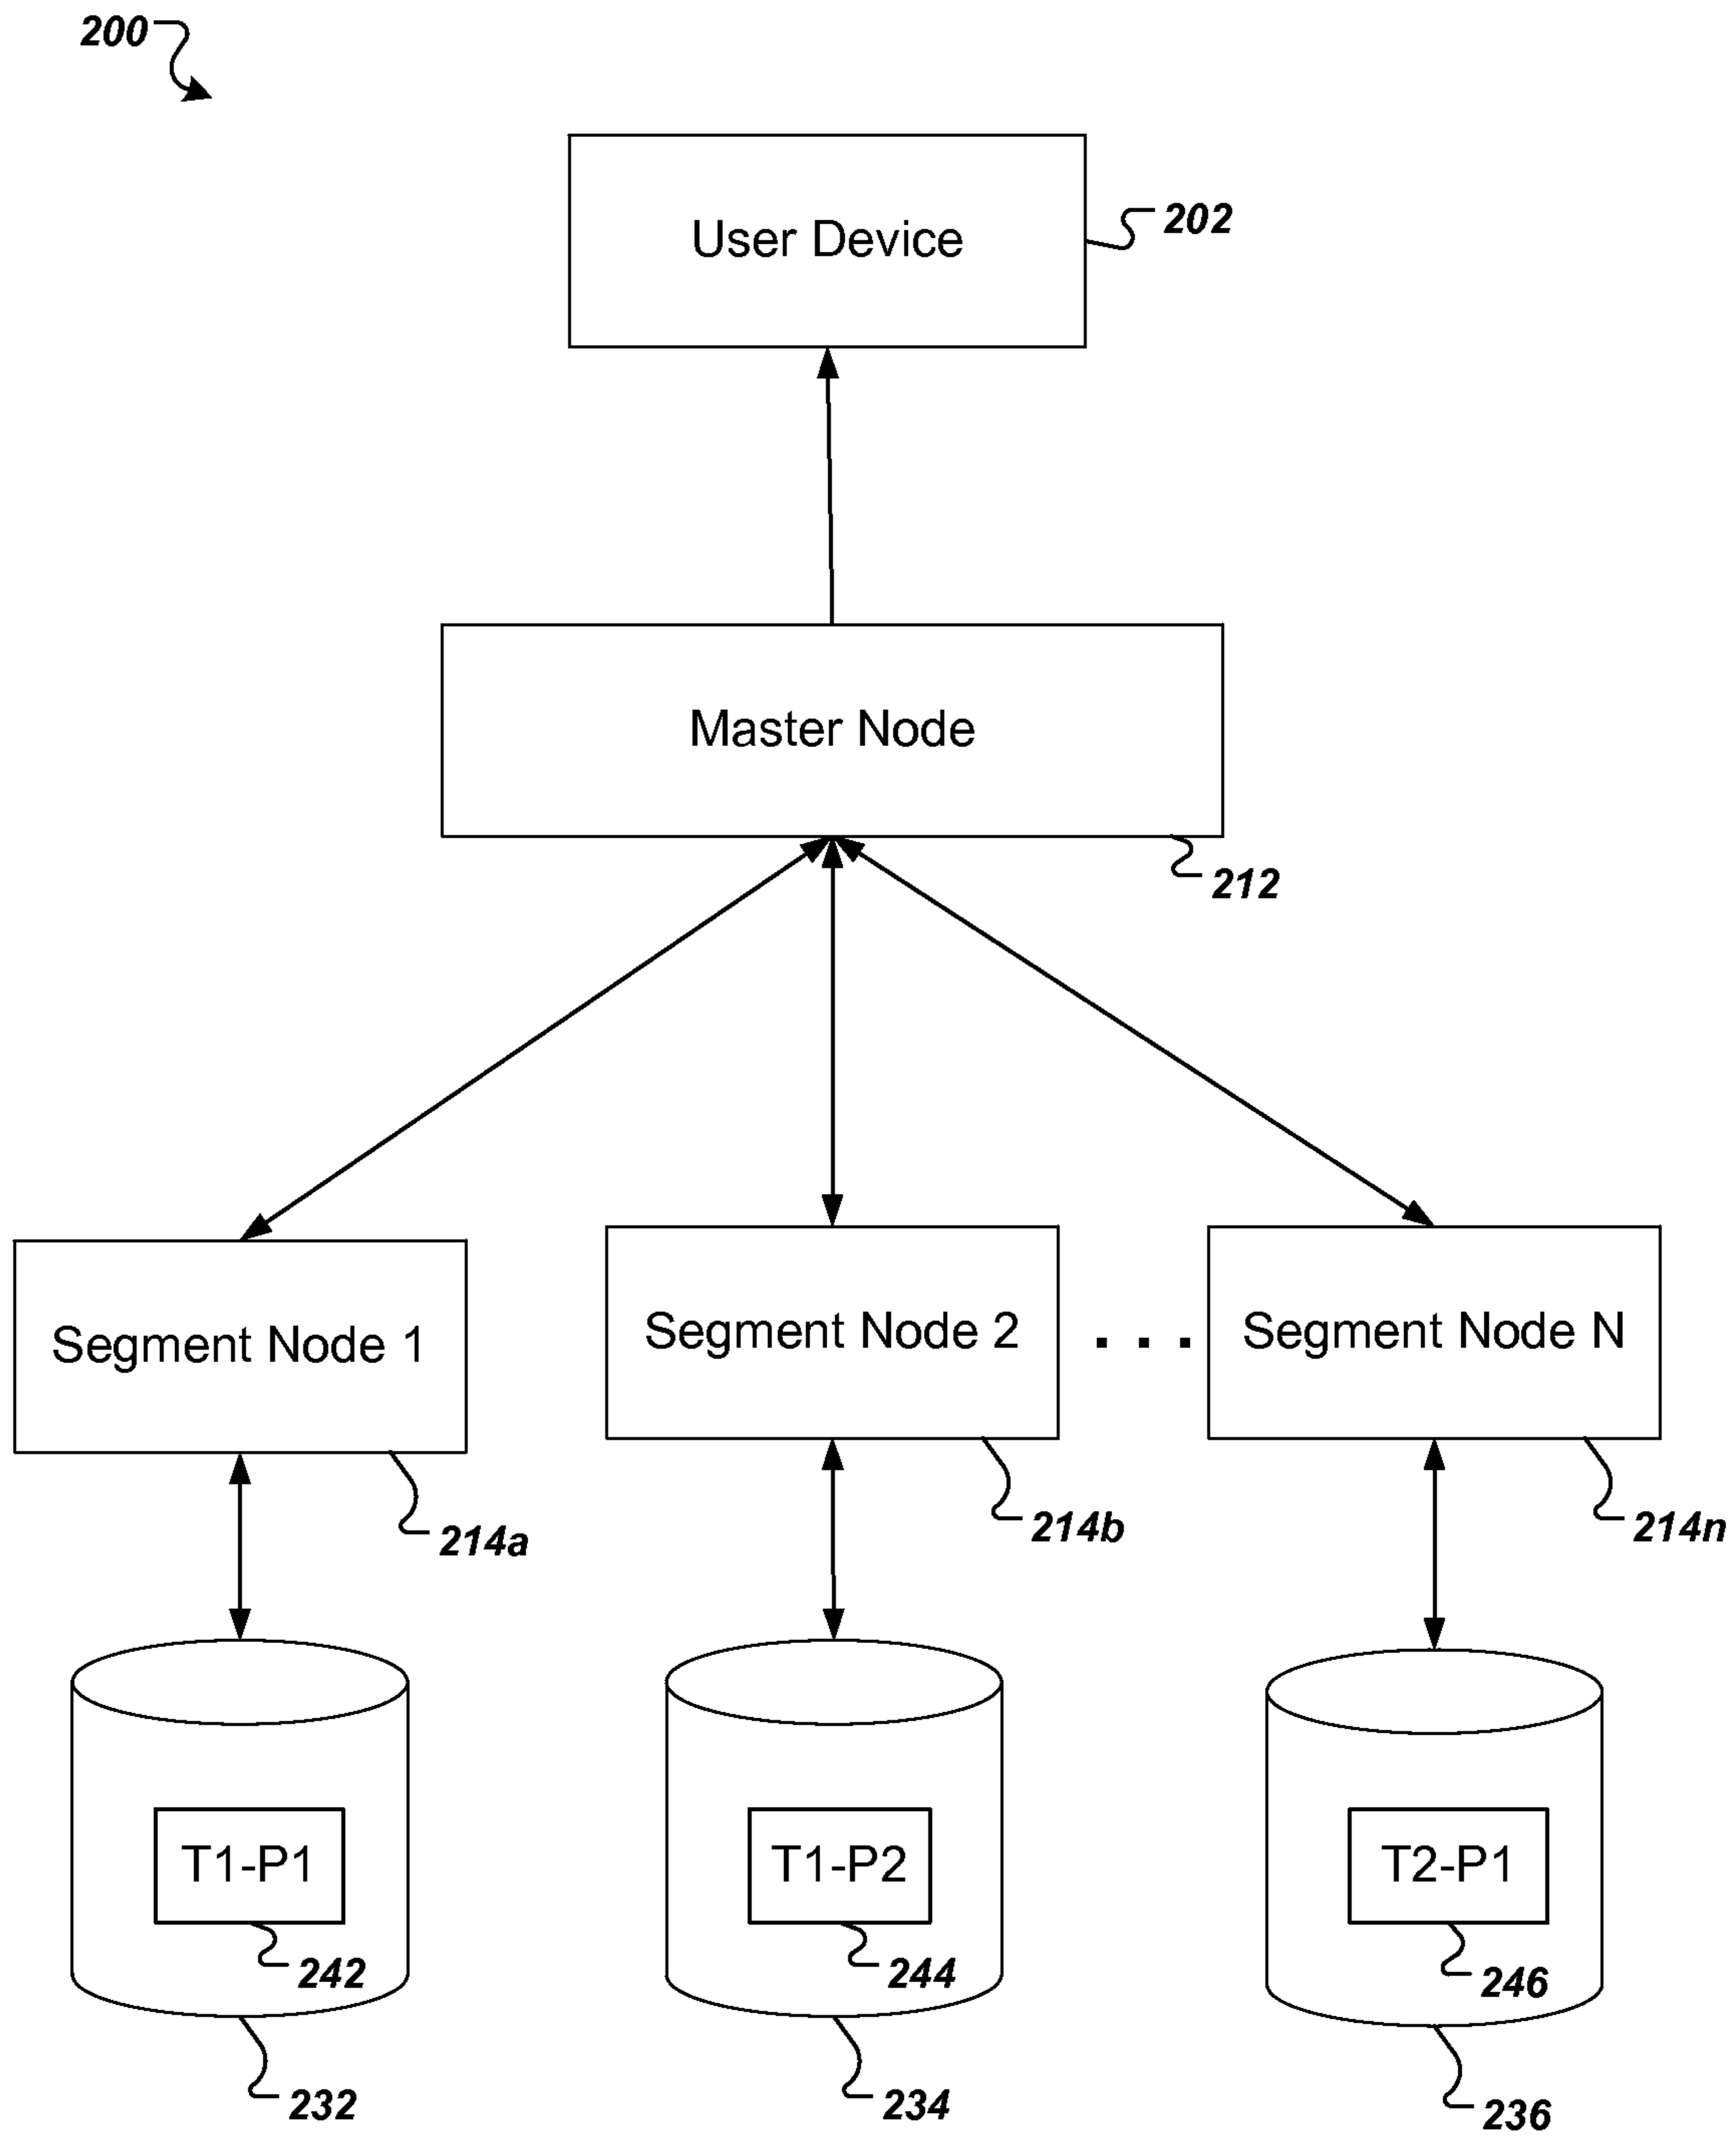 200
User Device
202
Master Node
212
Segment Node 1
Segment Node 2
...
Segment Node N
214a
214b
214n
T1-P1
T1-P2
T2-P1
242
244
246
232
234
236